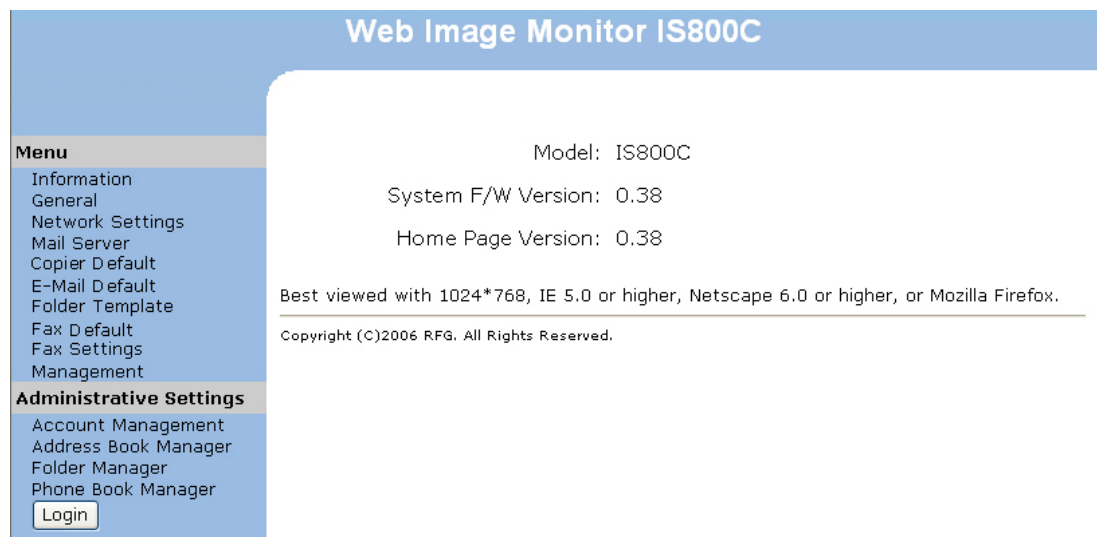 Web Image Monitor IS800C
Menu
Information
General
Network Settings
Mail Server
Copier Default
E-Mail Default
Folder Template
Fax Default
Fax Settings
Management
Administrative Settings
Account Management
Address Book Manager
Folder Manager
Phone Book Manager
Login
Model: IS800C
System F/W Version: 0.38
Home Page Version: 0.38
Best viewed with 1024*768, IE 5.0 or higher, Netscape 6.0 or higher, or Mozilla Firefox.
Copyright (C)2006 RFG. All Rights Reserved.